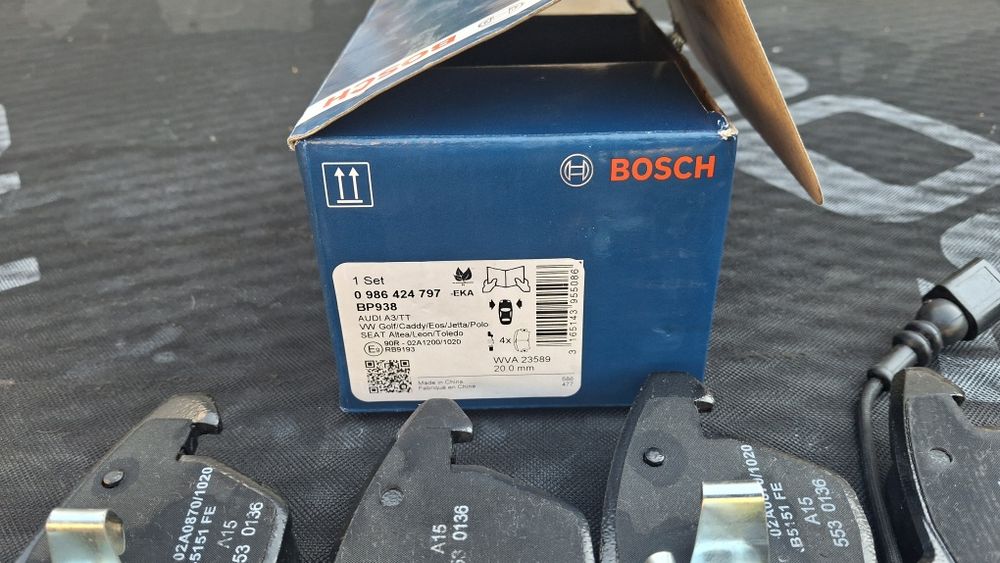 BOSCH
BOSCH
1 Set
0 986 424 797 -EKA
BP938
AUDI A3/TT
VW Golf/Caddy/Eos/Jetta/Polo
SEAT Altea/Leon/Toledo
90R - 02A1200/1020
RB9193
4x
WVA 23589
20.0 mm
3 165143 955086
Made in China
Fabriqué en Chine
586
477
02A0870/1020
5151 FE
A15
553 0136
A15
0136
-02A0870/1020
B5151 FE
A15
553 0136